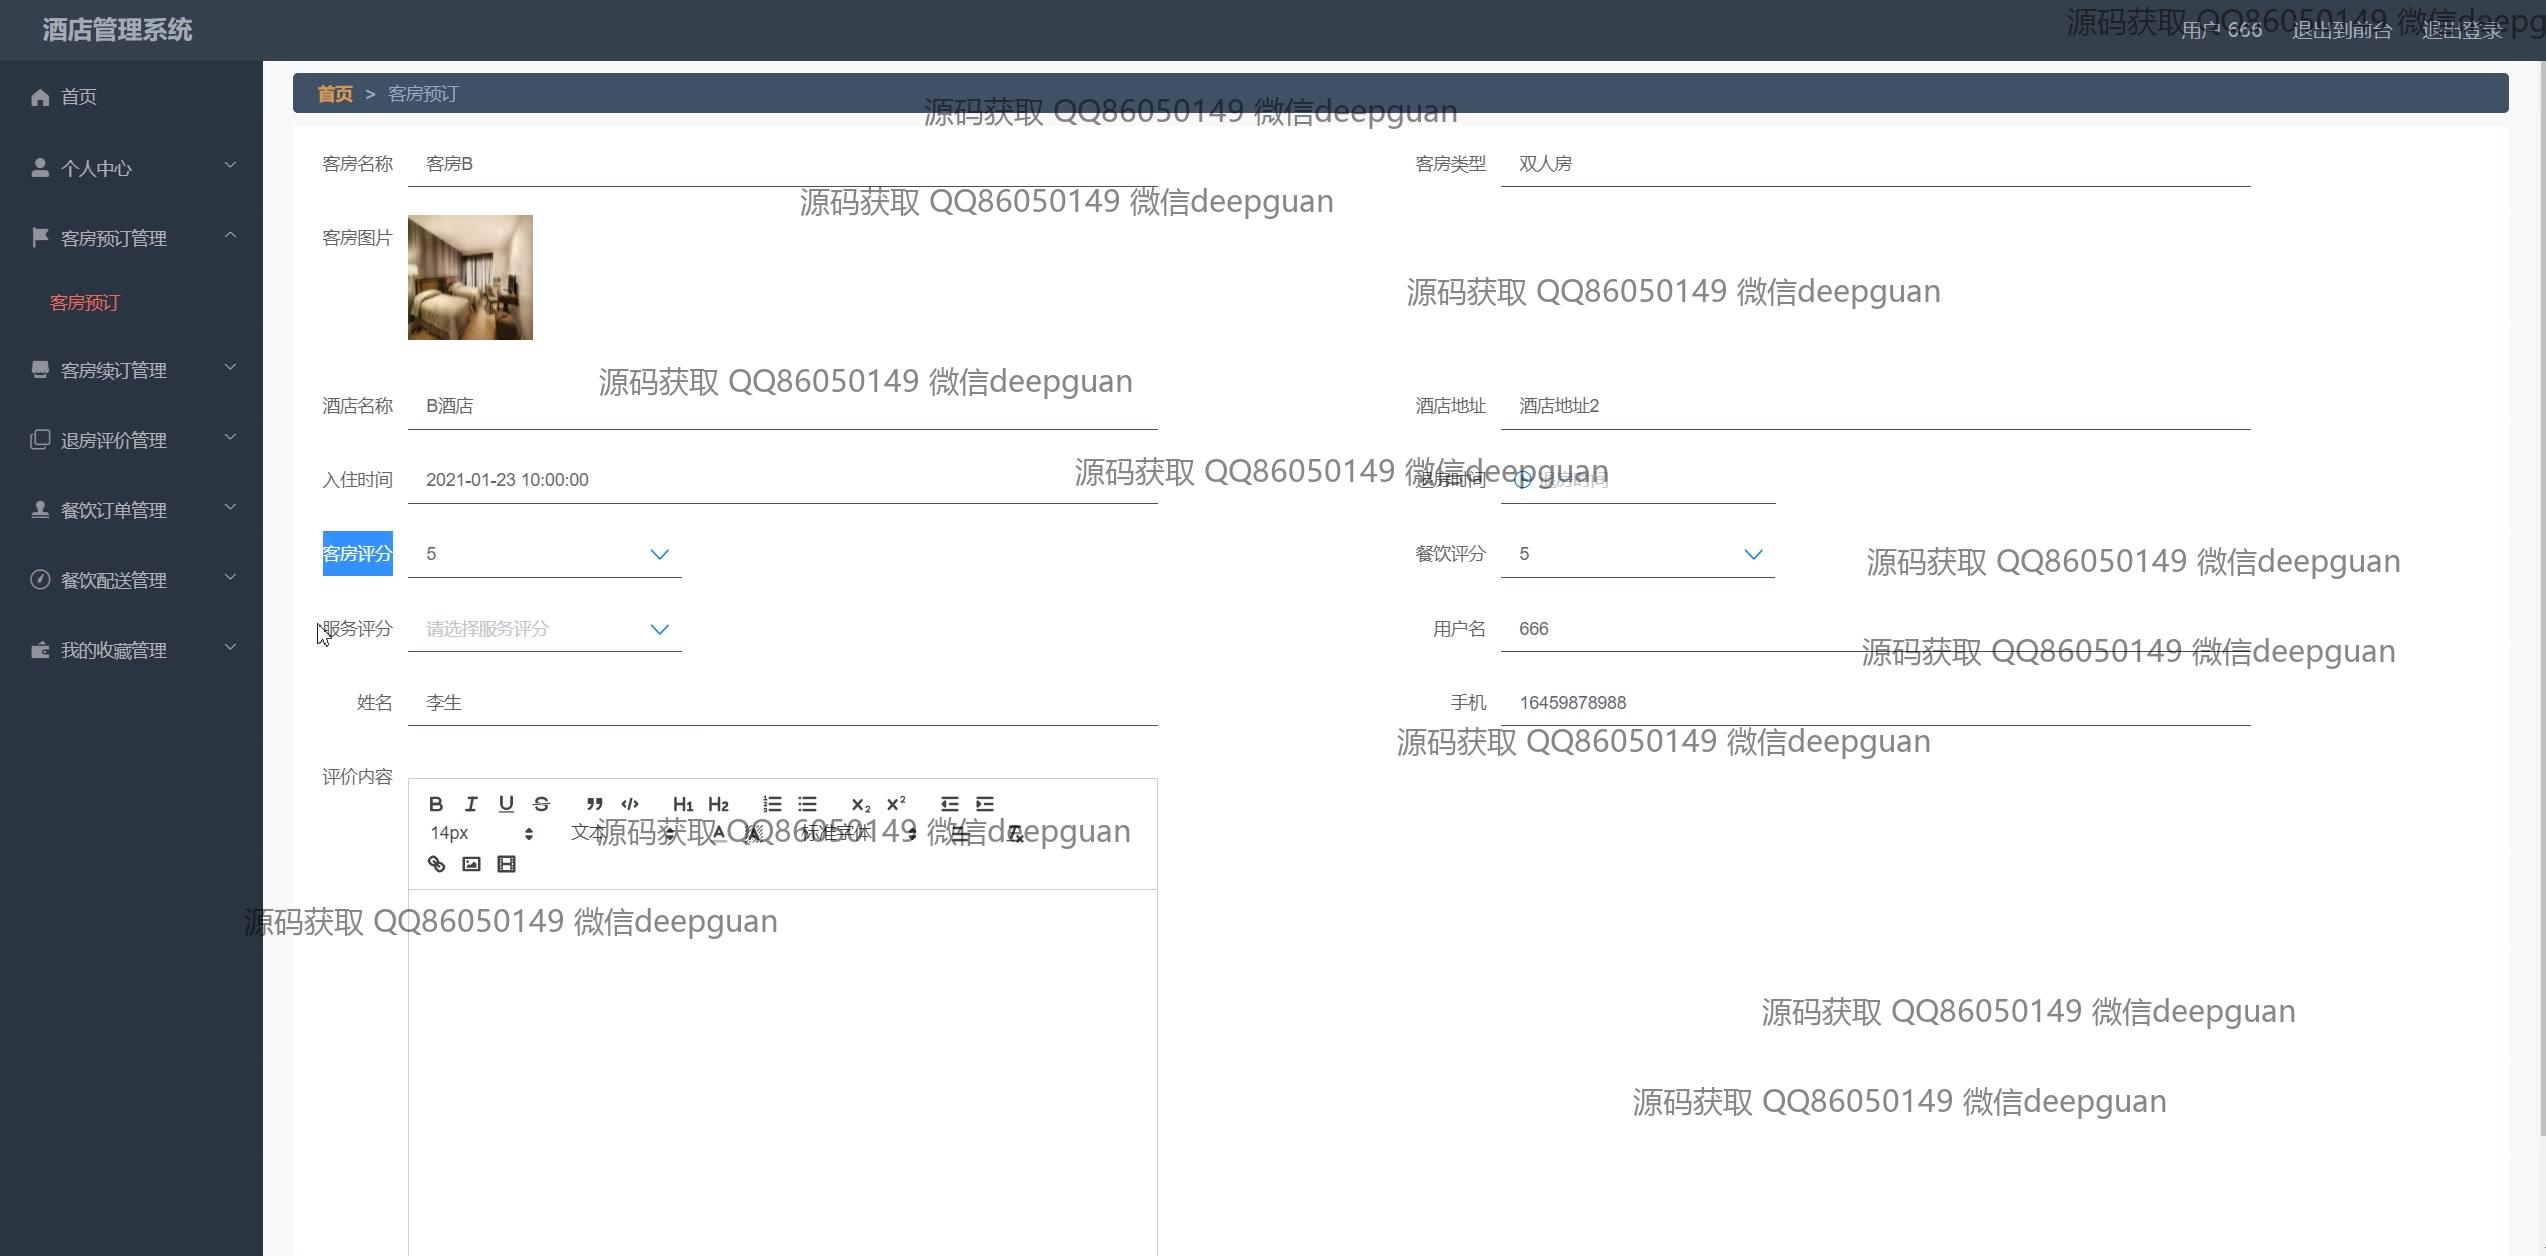 酒店管理系统
源码获取 QQ86050149 微信deepg
用户 666 退出到前台 退出登录
首页
个人中心
客房预订管理
客房预订
客房续订管理
退房评价管理
餐饮订单管理
餐饮配送管理
我的收藏管理
首页 > 客房预订
源码获取 QQ86050149 微信deepguan
客房名称 客房B
客房类型 双人房
源码获取 QQ86050149 微信deepguan
客房图片
源码获取 QQ86050149 微信deepguan
源码获取 QQ86050149 微信deepguan
酒店名称 B酒店
酒店地址 酒店地址2
源码获取 QQ86050149 微信deepguan
入住时间 2021-01-23 10:00:00
退房时间 退房时间
客房评分 5
餐饮评分 5
源码获取 QQ86050149 微信deepguan
服务评分 请选择服务评分
用户名 666
源码获取 QQ86050149 微信deepguan
姓名 李生
手机 16459878988
源码获取 QQ86050149 微信deepguan
评价内容
B I U S H1 H2 X2 X2
14px 文本 A A 标准字体
源码获取 QQ86050149 微信deepguan
源码获取 QQ86050149 微信deepguan
源码获取 QQ86050149 微信deepguan
源码获取 QQ86050149 微信deepguan